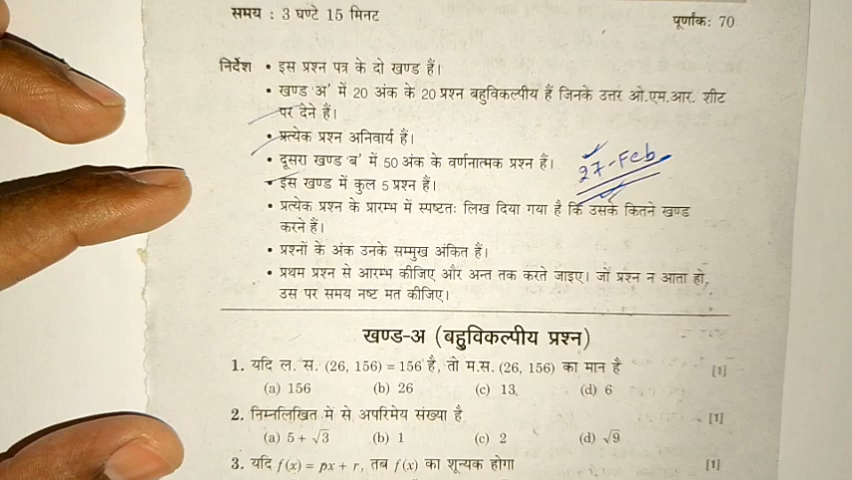 समय : 3 घण्टे 15 मिनट
पूर्णांक: 70
निर्देश • इस प्रश्न पत्र के दो खण्ड हैं।
• खण्ड 'अ' में 20 अंक के 20 प्रश्न बहुविकल्पीय हैं जिनके उत्तर ओ.एम.आर. शीट
पर देने हैं।
• प्रत्येक प्रश्न अनिवार्य हैं।
• दूसरा खण्ड 'ब' में 50 अंक के वर्णनात्मक प्रश्न हैं।
27-Feb
• इस खण्ड में कुल 5 प्रश्न हैं।
• प्रत्येक प्रश्न के प्रारम्भ में स्पष्टतः लिख दिया गया है कि उसके कितने खण्ड
करने हैं।
• प्रश्नों के अंक उनके सम्मुख अंकित हैं।
• प्रथम प्रश्न से आरम्भ कीजिए और अन्त तक करते जाइए। जो प्रश्न न आता हो,
उस पर समय नष्ट मत कीजिए।
खण्ड-अ (बहुविकल्पीय प्रश्न)
1. यदि ल. स. (26, 156) = 156 है, तो म.स. (26, 156) का मान है [1]
(a) 156 (b) 26 (c) 13 (d) 6
2. निम्नलिखित में से अपरिमेय संख्या है [1]
(a) 5 + √3 (b) 1 (c) 2 (d) √9
3. यदि f(x) = px + r, तब f(x) का शून्यक होगा [1]